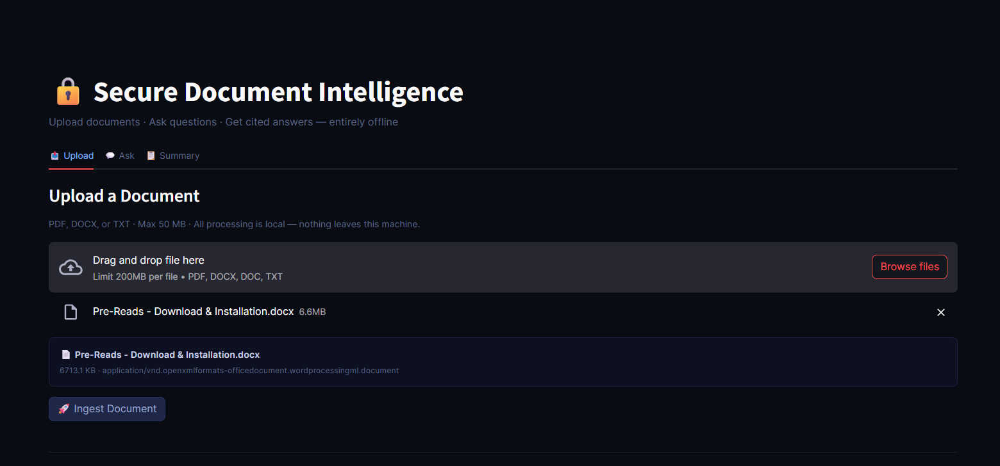 Secure Document Intelligence
Upload documents · Ask questions · Get cited answers — entirely offline
Upload Ask Summary
Upload a Document
PDF, DOCX, or TXT · Max 50 MB · All processing is local — nothing leaves this machine.
Drag and drop file here
Limit 200MB per file • PDF, DOCX, DOC, TXT
Browse files
Pre-Reads - Download & Installation.docx 6.6MB
Pre-Reads - Download & Installation.docx
6713.1 KB · application/vnd.openxmlformats-officedocument.wordprocessingml.document
Ingest Document